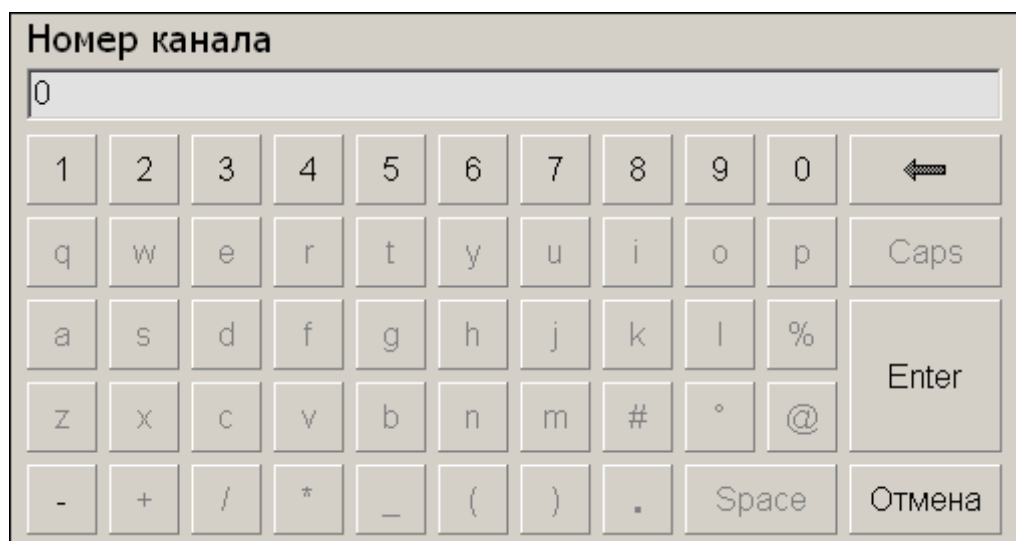 Номер канала
0
1 2 3 4 5 6 7 8 9 0
q w e r t y u i o p Caps
a s d f g h j k l %
Enter
z x c v b n m # ° @
- + / * _ ( ) . Space Отмена